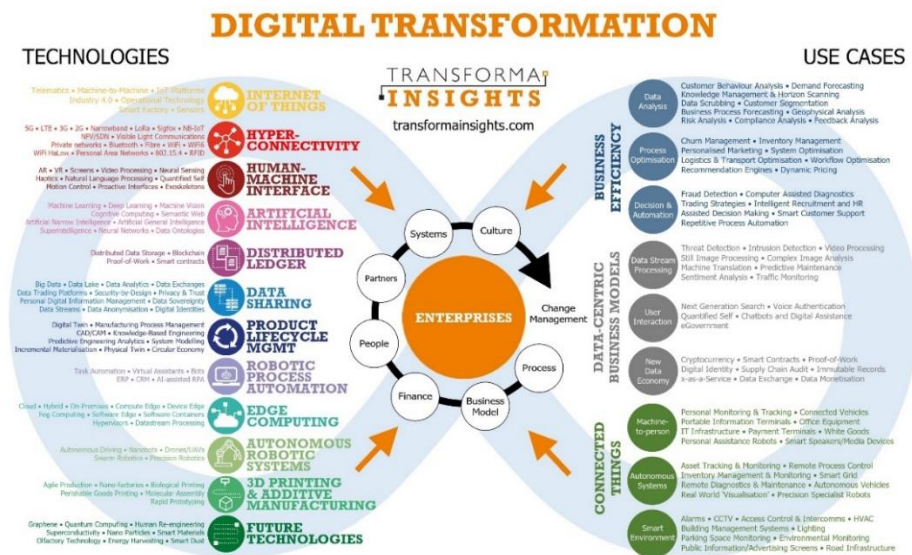 DIGITAL TRANSFORMATION
TECHNOLOGIES
Telematics • Machine-to-Machine • IoT Platforms
Industry 4.0 • Operational Technology
Smart Factory • Sensors
INTERNET
OF THINGS
5G • LTE • 3G • 2G • Narrowband • LoRa • Sigfox • NB-IoT
NFV/SDN • Visible Light Communications
Private networks • Bluetooth • Fibre • WiFi • WiFi6
WiFi HaLow • Personal Area Networks • 802.15.4 • RFID
HYPER-
CONNECTIVITY
AR • VR • Screens • Video Processing • Neural Sensing
Haptics • Natural Language Processing • Quantified Self
Motion Control • Proactive Interfaces • Exoskeletons
HUMAN-
MACHINE
INTERFACE
Machine Learning • Deep Learning • Machine Vision
Cognitive Computing • Semantic Web
Artificial Narrow Intelligence • Artificial General Intelligence
Superintelligence • Neural Networks • Data Ontologies
ARTIFICIAL
INTELLIGENCE
Distributed Data Storage • Blockchain
Proof-of-Work • Smart contracts
DISTRIBUTED
LEDGER
Big Data • Data Lake • Data Analytics • Data Exchanges
Data Trading Platforms • Security-by-Design • Privacy & Trust
Personal Digital Information Management • Data Sovereignty
Data Streams • Data Anonymisation • Digital Identities
DATA
SHARING
Digital Twin • Manufacturing Process Management
CAD/CAM • Knowledge-Based Engineering
Predictive Engineering Analytics • System Modelling
Incremental Materialisation • Physical Twin • Circular Economy
PRODUCT
LIFECYCLE
MGMT
Task Automation • Virtual Assistants • Bots
ERP • CRM • AI-assisted RPA
ROBOTIC
PROCESS
AUTOMATION
Cloud • Hybrid • On-Premises • Compute Edge • Device Edge
Fog Computing • Software Edge • Software Containers
Hypervisors • Datastream Processing
EDGE
COMPUTING
Autonomous Driving • Nanobots • Drones/UAVs
Swarm Robotics • Precision Robotics
AUTONOMOUS
ROBOTIC
SYSTEMS
Agile Production • Nano-factories • Biological Printing
Perishable Goods Printing • Molecular Assembly
Rapid Prototyping
3D PRINTING
& ADDITIVE
MANUFACTURING
Graphene • Quantum Computing • Human Re-engineering
Superconductivity • Nano Particles • Smart Materials
Olfactory Technology • Energy Harvesting • Smart Dust
FUTURE
TECHNOLOGIES
TRANSFORMA
INSIGHTS
transformainsights.com
Systems
Culture
Partners
People
Finance
Business
Model
Process
Change
Management
ENTERPRISES
USE CASES
BUSINESS
EFFICIENCY
Data
Analysis
Customer Behaviour Analysis • Demand Forecasting
Knowledge Management & Horizon Scanning
Data Scrubbing • Customer Segmentation
Business Process Forecasting • Geophysical Analysis
Risk Analysis • Compliance Analysis • Feedback Analysis
Process
Optimisation
Churn Management • Inventory Management
Personalised Marketing • System Optimisation
Logistics & Transport Optimisation • Workflow Optimisation
Recommendation Engines • Dynamic Pricing
Decision &
Automation
Fraud Detection • Computer Assisted Diagnostics
Trading Strategies • Intelligent Recruitment and HR
Assisted Decision Making • Smart Customer Support
Repetitive Process Automation
DATA-CENTRIC
BUSINESS MODELS
Data Stream
Processing
Threat Detection • Intrusion Detection • Video Processing
Still Image Processing • Complex Image Analysis
Machine Translation • Predictive Maintenance
Sentiment Analysis • Traffic Monitoring
User
Interaction
Next Generation Search • Voice Authentication
Quantified Self • Chatbots and Digital Assistance
eGovernment
New
Data
Economy
Cryptocurrency • Smart Contracts • Proof-of-Work
Digital Identity • Supply Chain Audit • Immutable Records
x-as-a-Service • Data Exchange • Data Monetisation
CONNECTED
THINGS
Machine-
to-person
Personal Monitoring & Tracking • Connected Vehicles
Portable Information Terminals • Office Equipment
IT Infrastructure • Payment Terminals • White Goods
Personal Assistance Robots • Smart Speakers/Media Devices
Autonomous
Systems
Asset Tracking & Monitoring • Remote Process Control
Inventory Management & Monitoring • Smart Grid
Remote Diagnostics & Maintenance • Autonomous Vehicles
Real World 'Visualisation' • Precision Specialist Robots
Smart
Environment
Alarms • CCTV • Access Control & Intercomms • HVAC
Building Management Systems • Lighting
Parking Space Monitoring • Environmental Monitoring
Public Information/Advertising Screens • Road Infrastructure